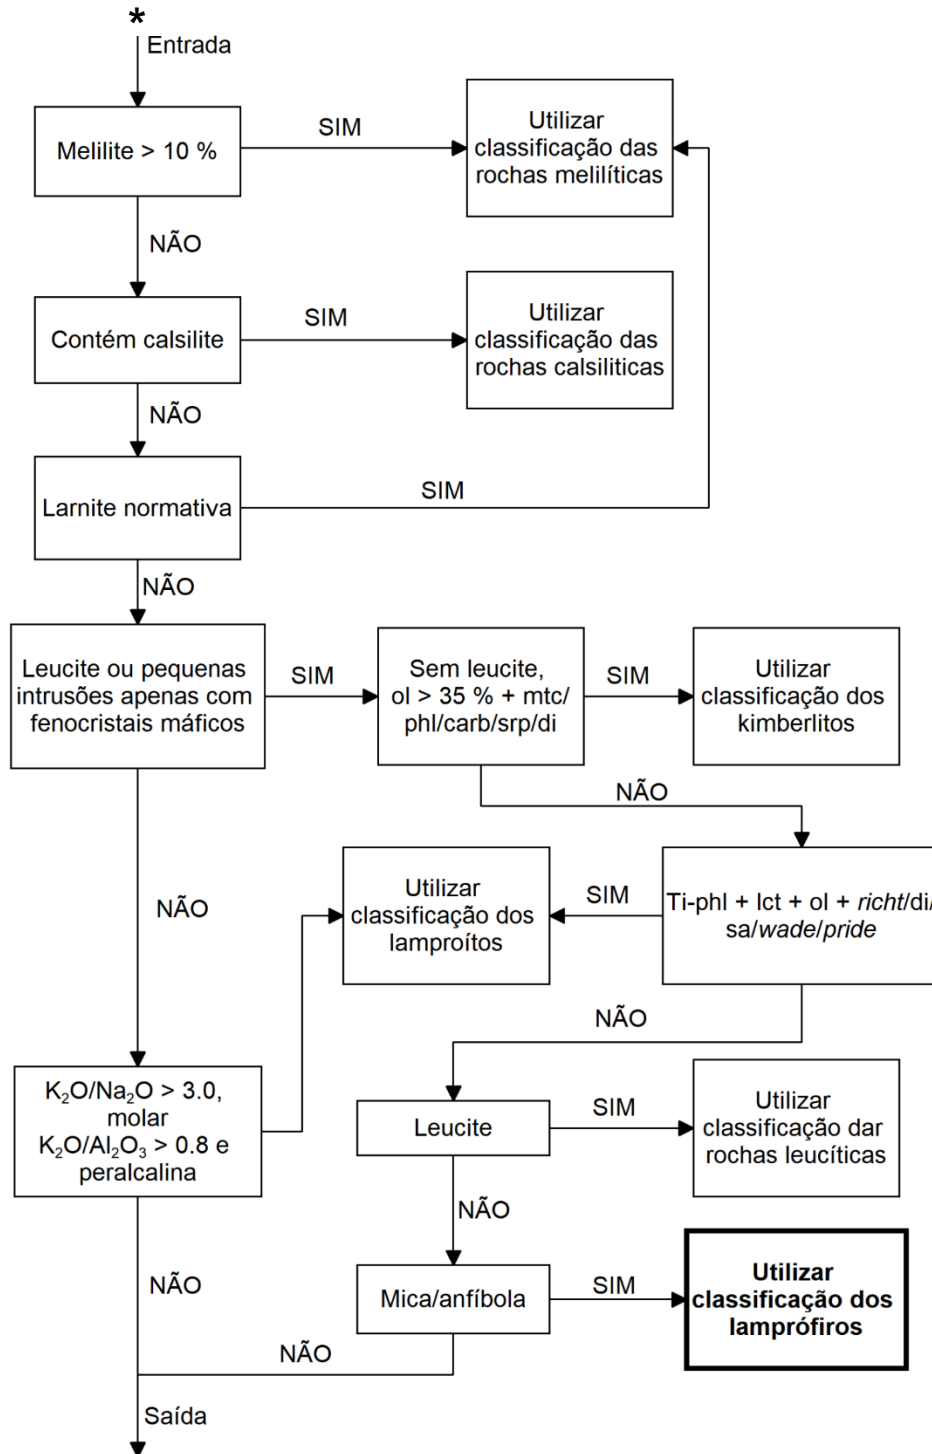 *
Entrada
Melilite > 10 %
SIM
Utilizar
classificação das
rochas melilíticas
NÃO
Contém calsilite
SIM
Utilizar
classificação das
rochas calsiliticas
NÃO
Larnite normativa
SIM
NÃO
Leucite ou pequenas
intrusões apenas com
fenocristais máficos
SIM
Sem leucite,
ol > 35 % + mtc/
phl/carb/srp/di
SIM
Utilizar
classificação dos
kimberlitos
NÃO
NÃO
Utilizar
classificação dos
lamproítos
SIM
Ti-phl + lct + ol + richt/di/
sa/wade/pride
NÃO
K₂O/Na₂O > 3.0,
molar
K₂O/Al₂O₃ > 0.8 e
peralcalina
Leucite
SIM
Utilizar
classificação dar
rochas leucíticas
NÃO
NÃO
Mica/anfíbola
SIM
Utilizar
classificação dos
lamprófiros
NÃO
Saída